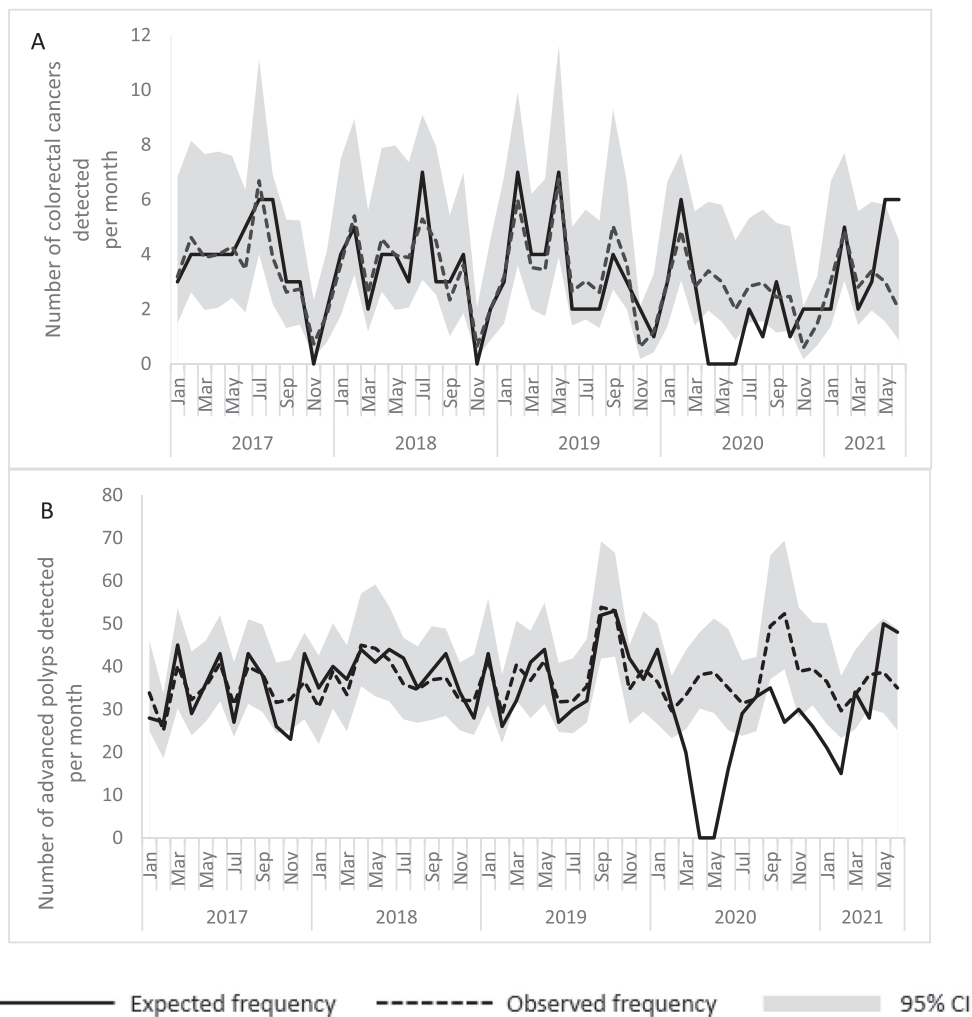 A
Number of colorectal cancers
detected
per month
12
10
8
6
4
2
0
Jan Mar May Jul Sep Nov Jan Mar May Jul Sep Nov Jan Mar May Jul Sep Nov Jan Mar May Jul Sep Nov Jan Mar May
2017 2018 2019 2020 2021
B
Number of advanced polyps detected
per month
80
70
60
50
40
30
20
10
0
Jan Mar May Jul Sep Nov Jan Mar May Jul Sep Nov Jan Mar May Jul Sep Nov Jan Mar May Jul Sep Nov Jan Mar May
2017 2018 2019 2020 2021
Expected frequency Observed frequency 95% CI